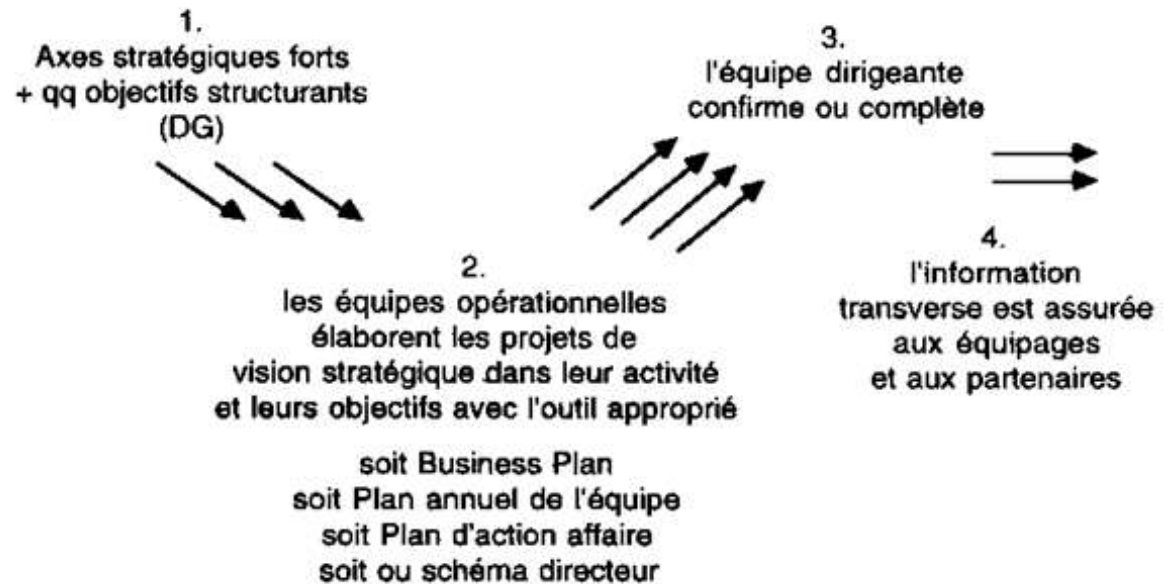 1.
Axes stratégiques forts
+ qq objectifs structurants
(DG)
2.
les équipes opérationnelles
élaborent les projets de
vision stratégique dans leur activité
et leurs objectifs avec l'outil approprié
soit Business Plan
soit Plan annuel de l'équipe
soit Plan d'action affaire
soit ou schéma directeur
3.
l'équipe dirigeante
confirme ou complète
4.
l'information
transverse est assurée
aux équipages
et aux partenaires